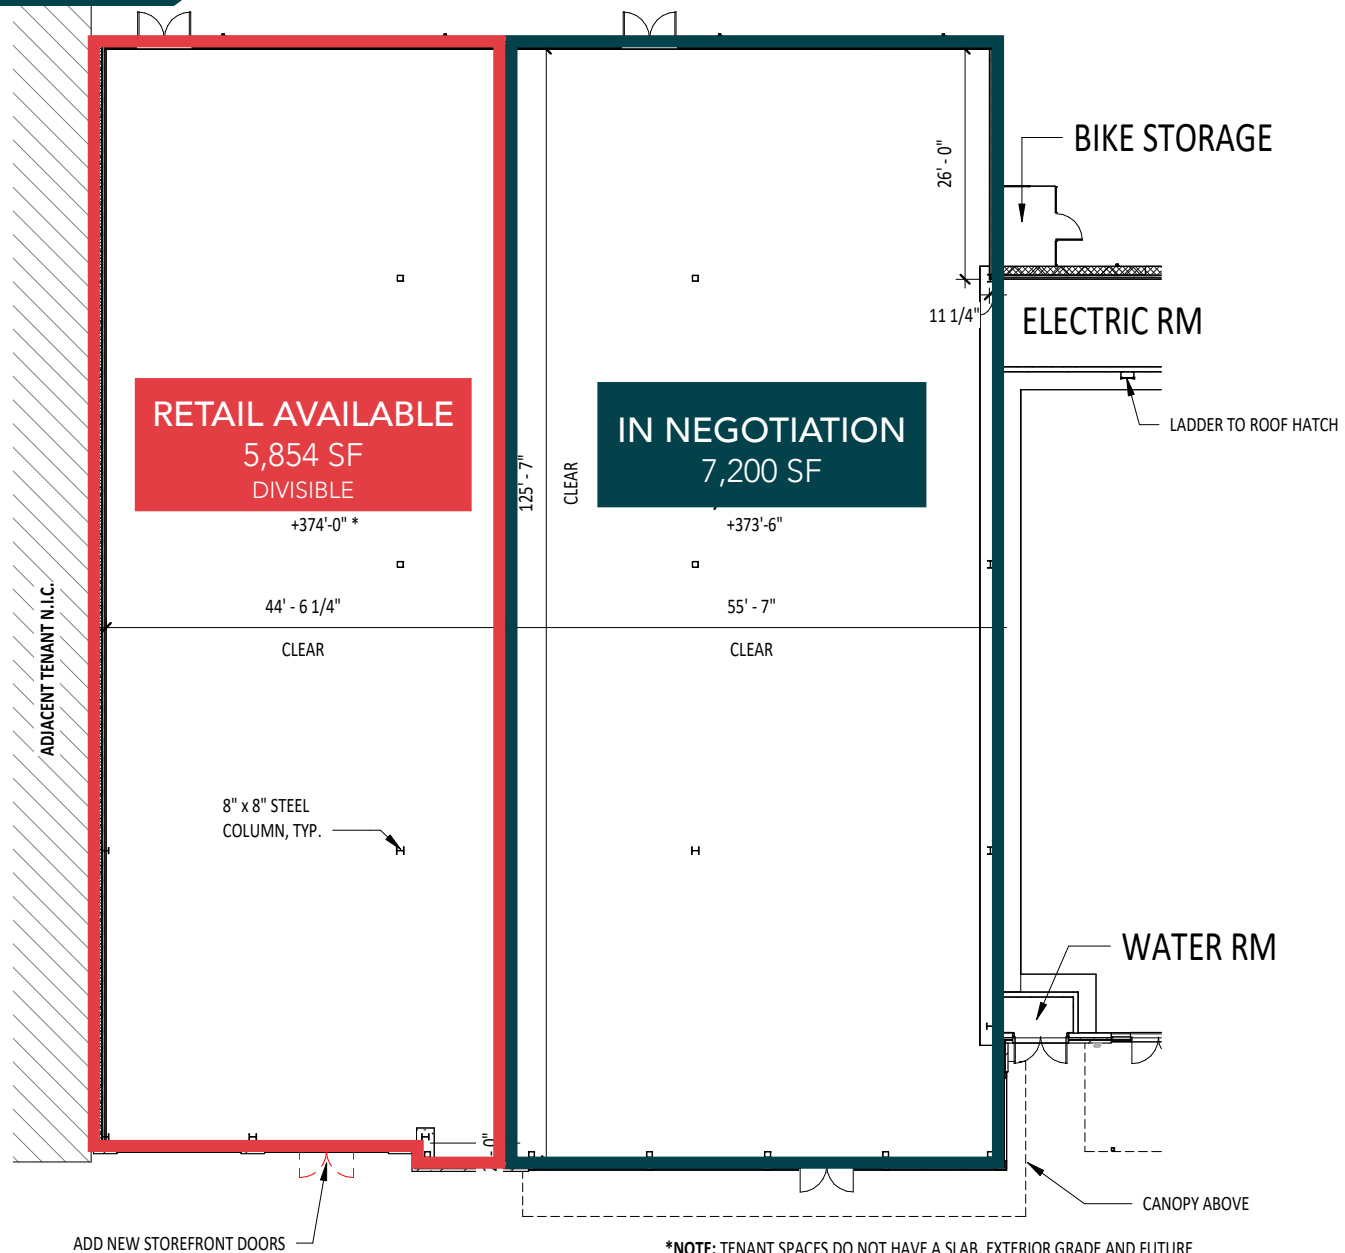 BIKE STORAGE
26' - 0"
11 1/4"
ELECTRIC RM
LADDER TO ROOF HATCH
RETAIL AVAILABLE
5,854 SF
DIVISIBLE
+374'-0" *
IN NEGOTIATION
7,200 SF
+373'-6"
125' - 7"
CLEAR
ADJACENT TENANT N.I.C.
44' - 6 1/4"
CLEAR
55' - 7"
CLEAR
8" x 8" STEEL
COLUMN, TYP.
WATER RM
CANOPY ABOVE
ADD NEW STOREFRONT DOORS
*NOTE: TENANT SPACES DO NOT HAVE A SLAB. EXTERIOR GRADE AND FUTURE